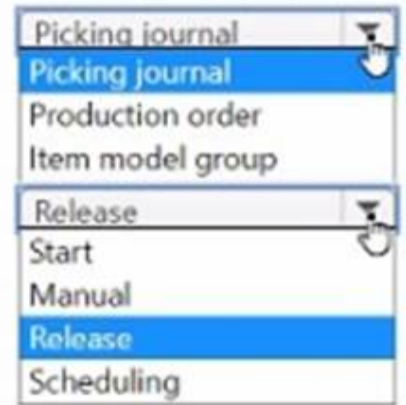 Picking journal
Picking journal
Production order
Item model group
Release
Start
Manual
Release
Scheduling